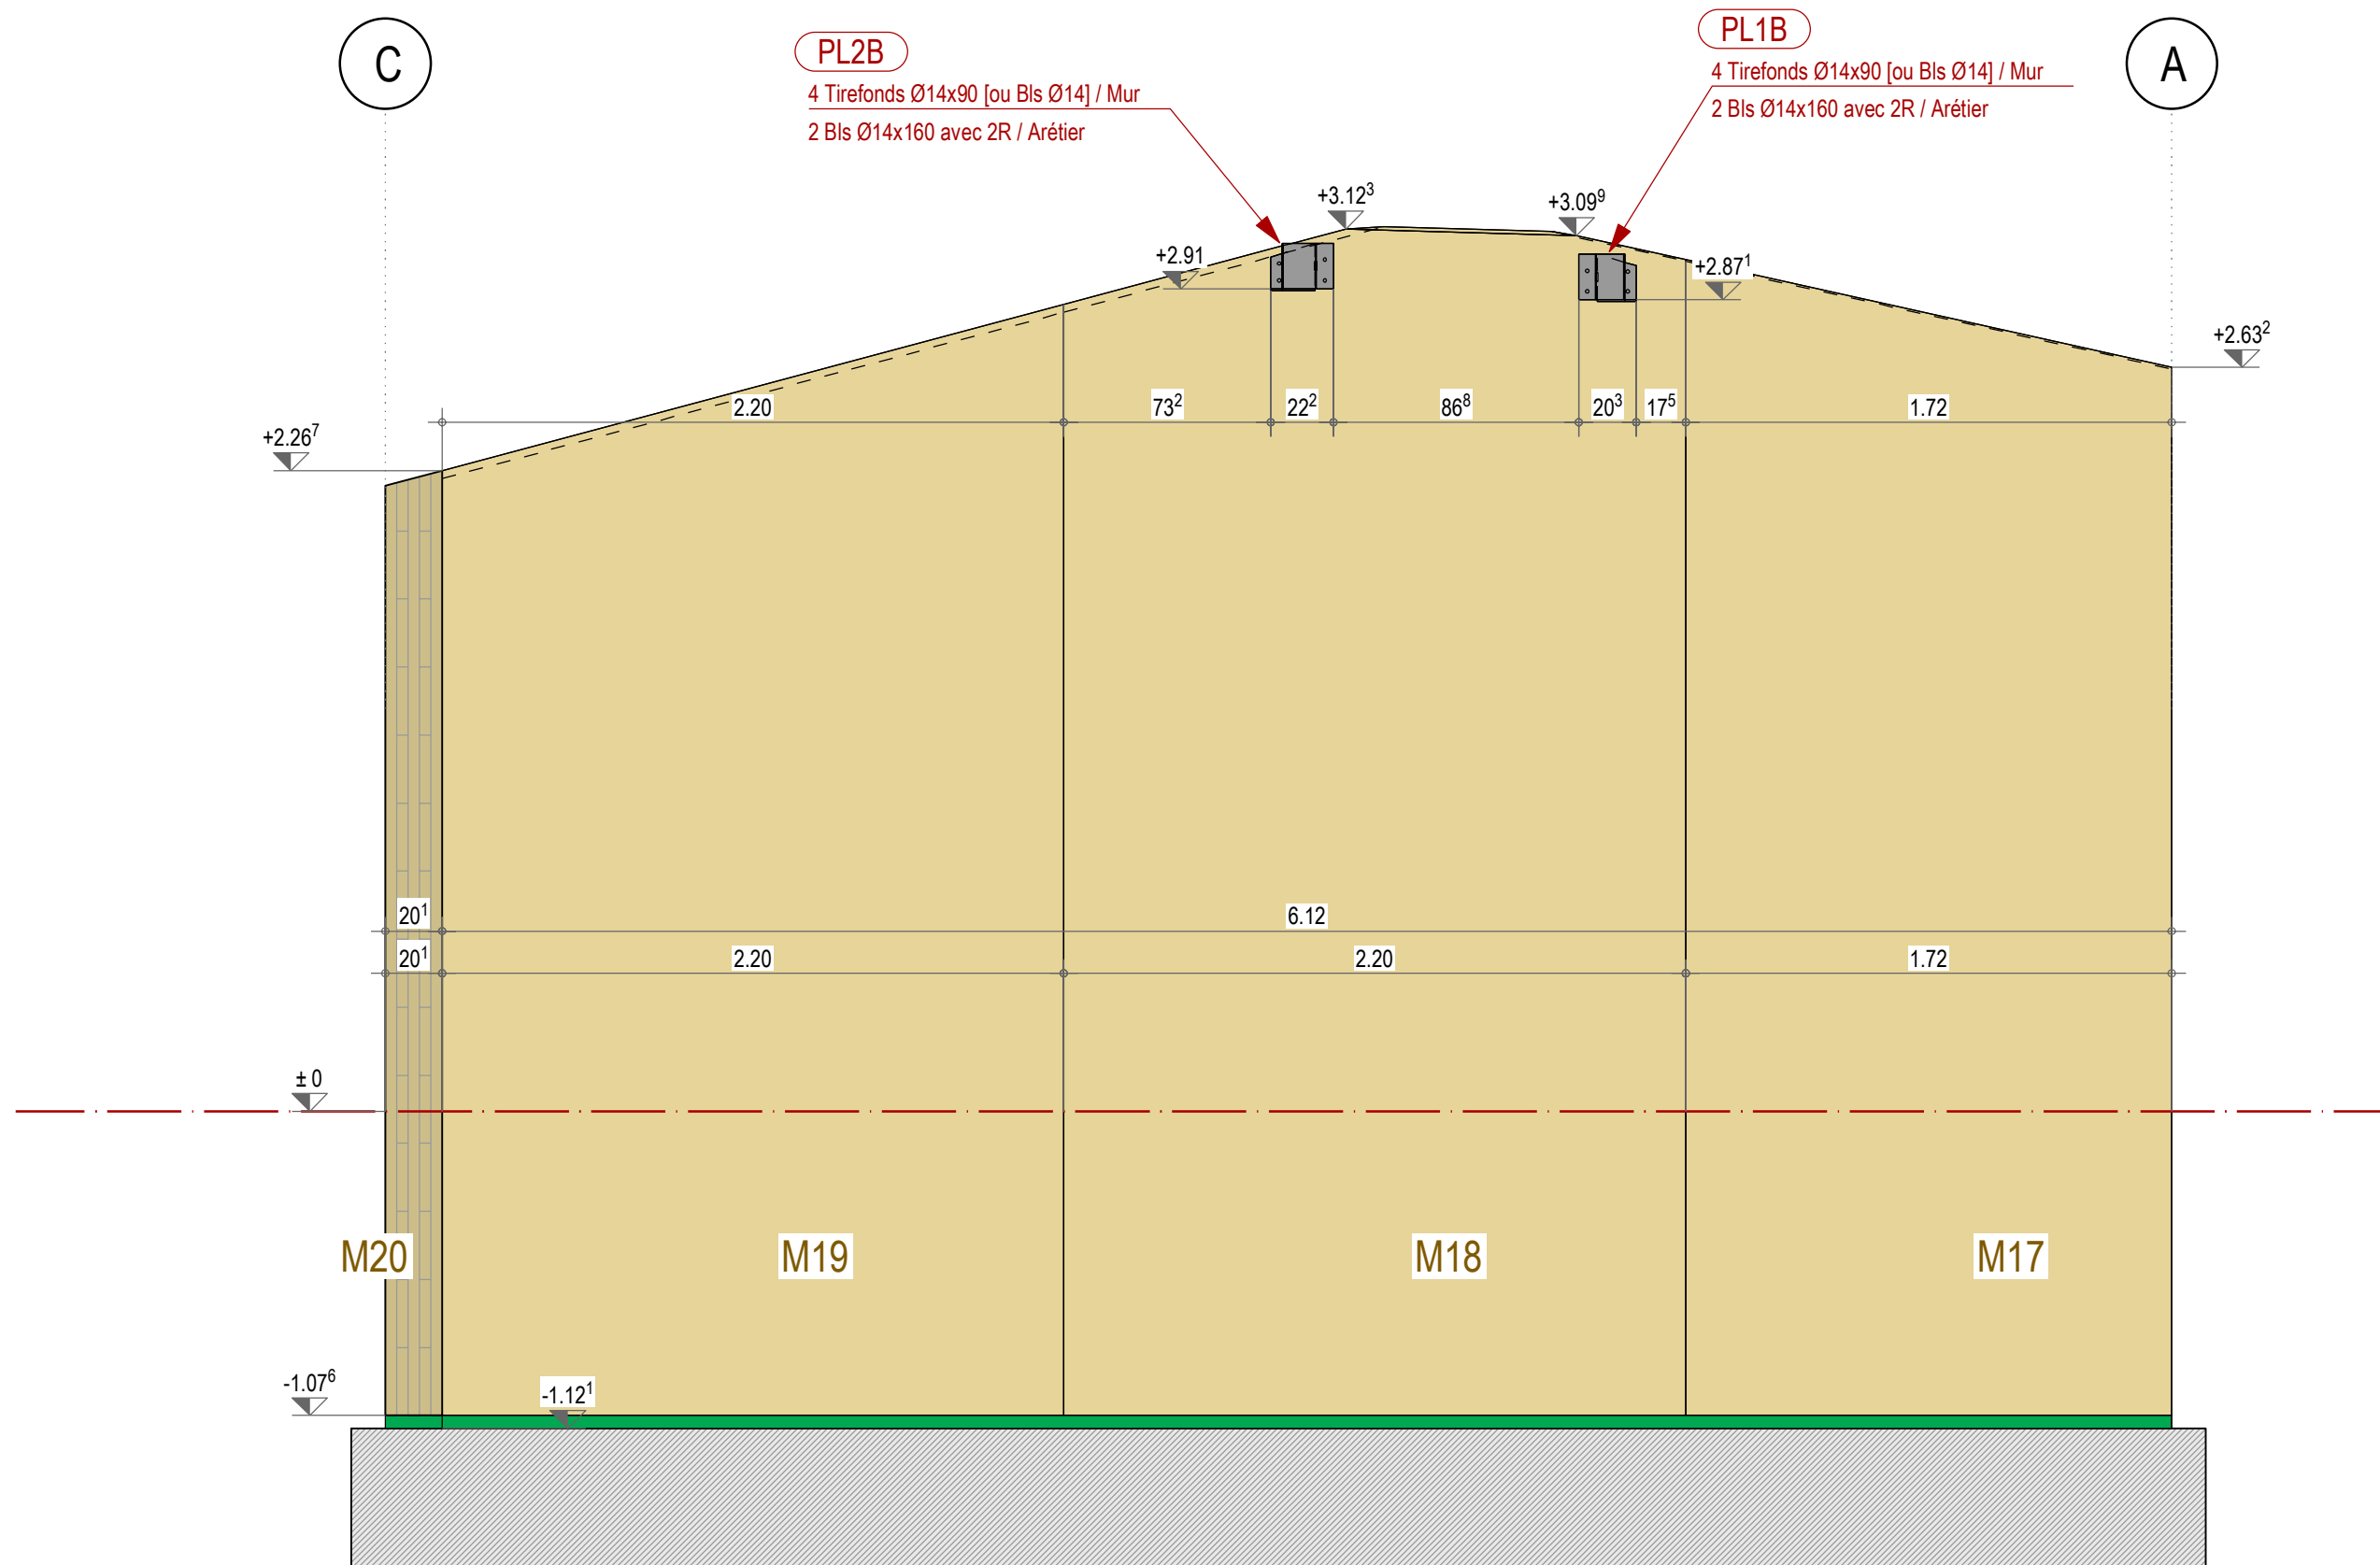 C
PL2B
4 Tirefonds Ø14x90 [ou Bls Ø14] / Mur
2 Bls Ø14x160 avec 2R / Arétier
PL1B
4 Tirefonds Ø14x90 [ou Bls Ø14] / Mur
2 Bls Ø14x160 avec 2R / Arétier
A
+3.12³
+3.09⁹
+2.91
+2.87¹
+2.63²
+2.26⁷
2.20
73²
22²
86⁸
20³
17⁵
1.72
20¹
6.12
20¹
2.20
2.20
1.72
± 0
M20
M19
M18
M17
-1.07⁶
-1.12¹